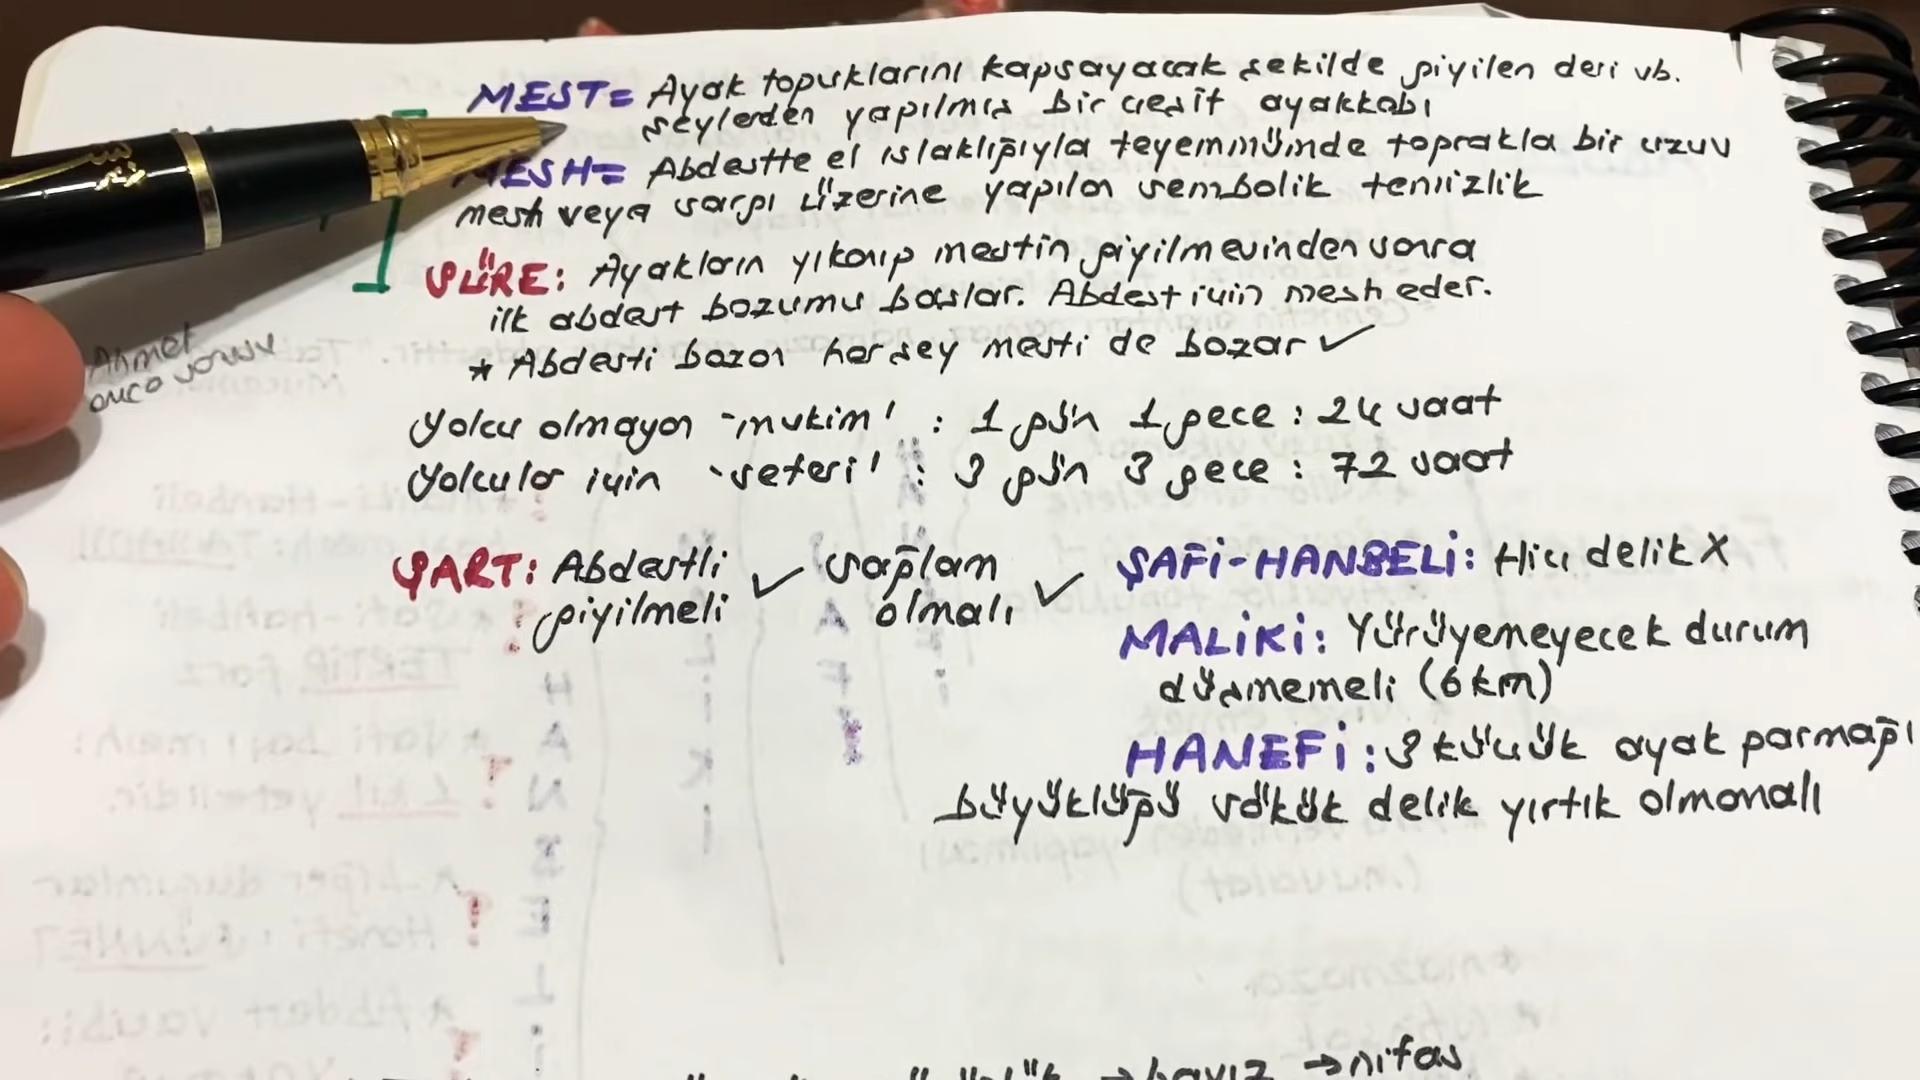 MEST= Ayak topuklarını kapsayacak şekilde giyilen deri vb.
şeylerden yapılmış bir çeşit ayakkabı
MESH= Abdestte el ıslaklığıyla teyemmümde toprakla bir uzuv
mesh veya sargı üzerine yapılan sembolik temizlik
SÜRE: Ayakların yıkanıp mestin giyilmesinden sonra
ilk abdest bozumu başlar. Abdest için mesh eder.
* Abdesti bozan herşey mesti de bozar ✓
Ahmet
Yolcu olmayan "mukim" : 1 gün 1 gece : 24 saat
Yolcular için "seferi" : 3 gün 3 gece : 72 saat
ŞART: Abdestli giyilmeli ✓ sağlam olmalı ✓
ŞAFİ-HANBELİ: Hiç delik X
MALİKİ: Yürüyemeyecek durum
düşmemeli (6km)
HANEFİ: 3 küçük ayak parmağı
büyüklüğü sökük delik yırtık olmamalı
→ hayız → nifas